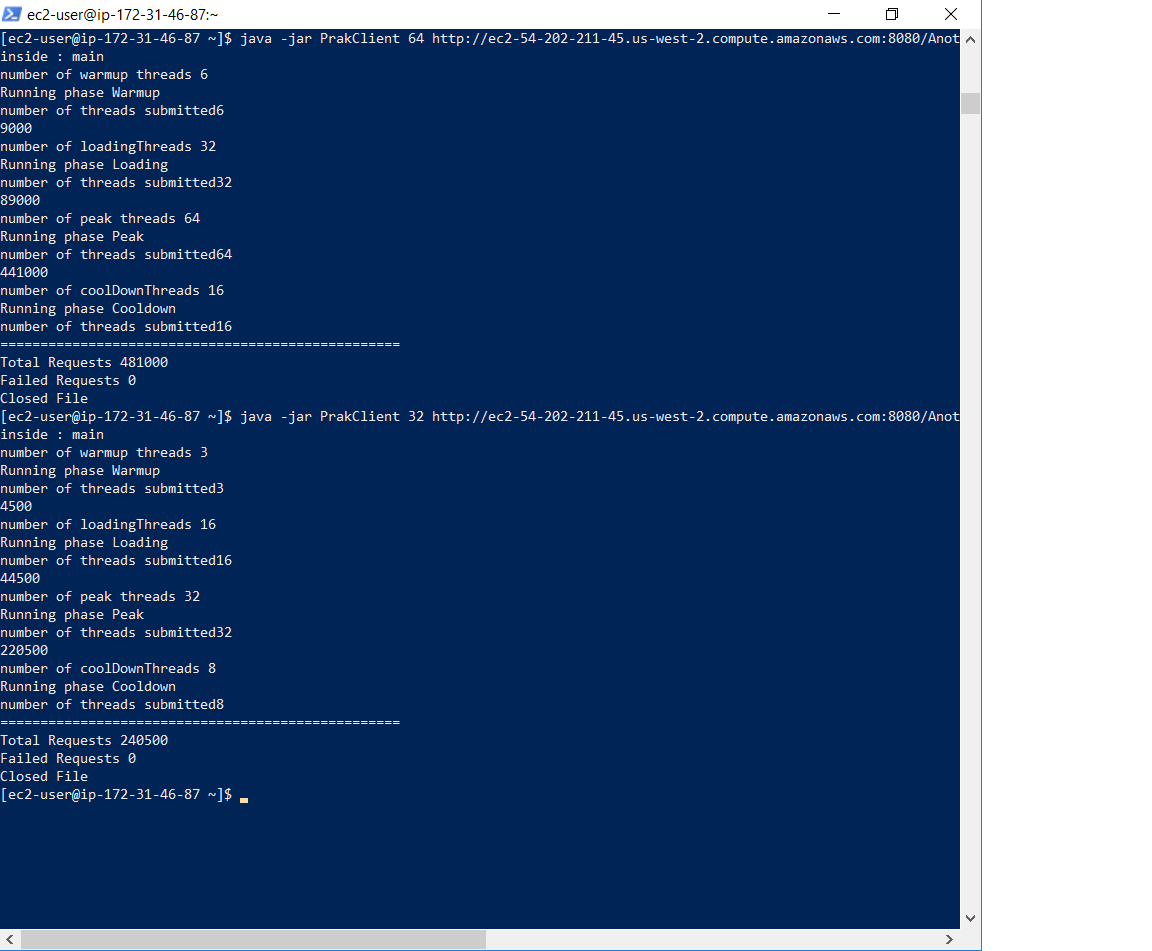 ec2-user@ip-172-31-46-87:~
[ec2-user@ip-172-31-46-87 ~]$ java -jar PrakClient 64 http://ec2-54-202-211-45.us-west-2.compute.amazonaws.com:8080/Anot
inside : main
number of warmup threads 6
Running phase Warmup
number of threads submitted6
9000
number of loadingThreads 32
Running phase Loading
number of threads submitted32
89000
number of peak threads 64
Running phase Peak
number of threads submitted64
441000
number of coolDownThreads 16
Running phase Cooldown
number of threads submitted16
==================================================
Total Requests 481000
Failed Requests 0
Closed File
[ec2-user@ip-172-31-46-87 ~]$ java -jar PrakClient 32 http://ec2-54-202-211-45.us-west-2.compute.amazonaws.com:8080/Anot
inside : main
number of warmup threads 3
Running phase Warmup
number of threads submitted3
4500
number of loadingThreads 16
Running phase Loading
number of threads submitted16
44500
number of peak threads 32
Running phase Peak
number of threads submitted32
220500
number of coolDownThreads 8
Running phase Cooldown
number of threads submitted8
==================================================
Total Requests 240500
Failed Requests 0
Closed File
[ec2-user@ip-172-31-46-87 ~]$